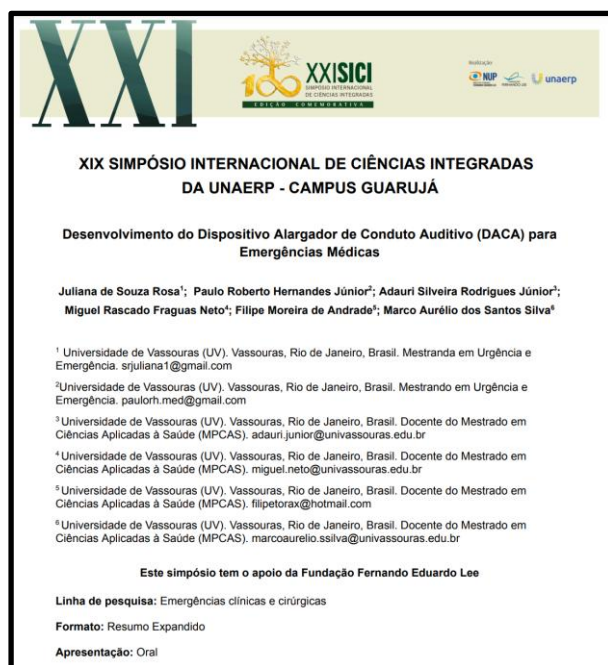 XXI
100
XXISICI
SIMPÓSIO INTERNACIONAL
DE CIÊNCIAS INTEGRADAS
EDIÇÃO COMEMORATIVA
Realização
NUP
unaerp
XIX SIMPÓSIO INTERNACIONAL DE CIÊNCIAS INTEGRADAS
DA UNAERP - CAMPUS GUARUJÁ
Desenvolvimento do Dispositivo Alargador de Conduto Auditivo (DACA) para
Emergências Médicas
Juliana de Souza Rosa¹; Paulo Roberto Hernandes Júnior²; Adauri Silveira Rodrigues Júnior³;
Miguel Rascado Fraguas Neto⁴; Filipe Moreira de Andrade⁵; Marco Aurélio dos Santos Silva⁶
¹ Universidade de Vassouras (UV). Vassouras, Rio de Janeiro, Brasil. Mestranda em Urgência e
Emergência. srjuliana1@gmail.com
²Universidade de Vassouras (UV). Vassouras, Rio de Janeiro, Brasil. Mestrando em Urgência e
Emergência. paulorh.med@gmail.com
³ Universidade de Vassouras (UV). Vassouras, Rio de Janeiro, Brasil. Docente do Mestrado em
Ciências Aplicadas à Saúde (MPCAS). adauri.junior@univassouras.edu.br
⁴ Universidade de Vassouras (UV). Vassouras, Rio de Janeiro, Brasil. Docente do Mestrado em
Ciências Aplicadas à Saúde (MPCAS). miguel.neto@univassouras.edu.br
⁵ Universidade de Vassouras (UV). Vassouras, Rio de Janeiro, Brasil. Docente do Mestrado em
Ciências Aplicadas à Saúde (MPCAS). filipetorax@hotmail.com
⁶ Universidade de Vassouras (UV). Vassouras, Rio de Janeiro, Brasil. Docente do Mestrado em
Ciências Aplicadas à Saúde (MPCAS). marcoaurelio.ssilva@univassouras.edu.br
Este simpósio tem o apoio da Fundação Fernando Eduardo Lee
Linha de pesquisa: Emergências clínicas e cirúrgicas
Formato: Resumo Expandido
Apresentação: Oral